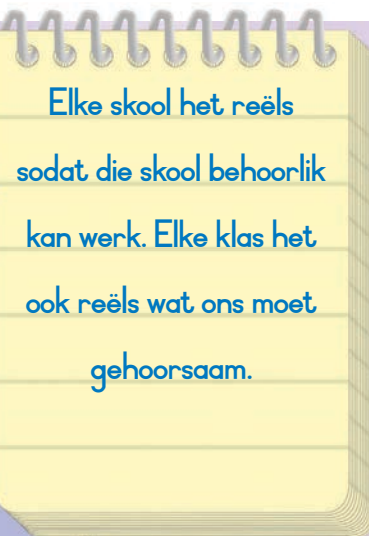 Elke skool het reëls
sodat die skool behoorlik
kan werk. Elke klas het
ook reëls wat ons moet
gehoorsaam.